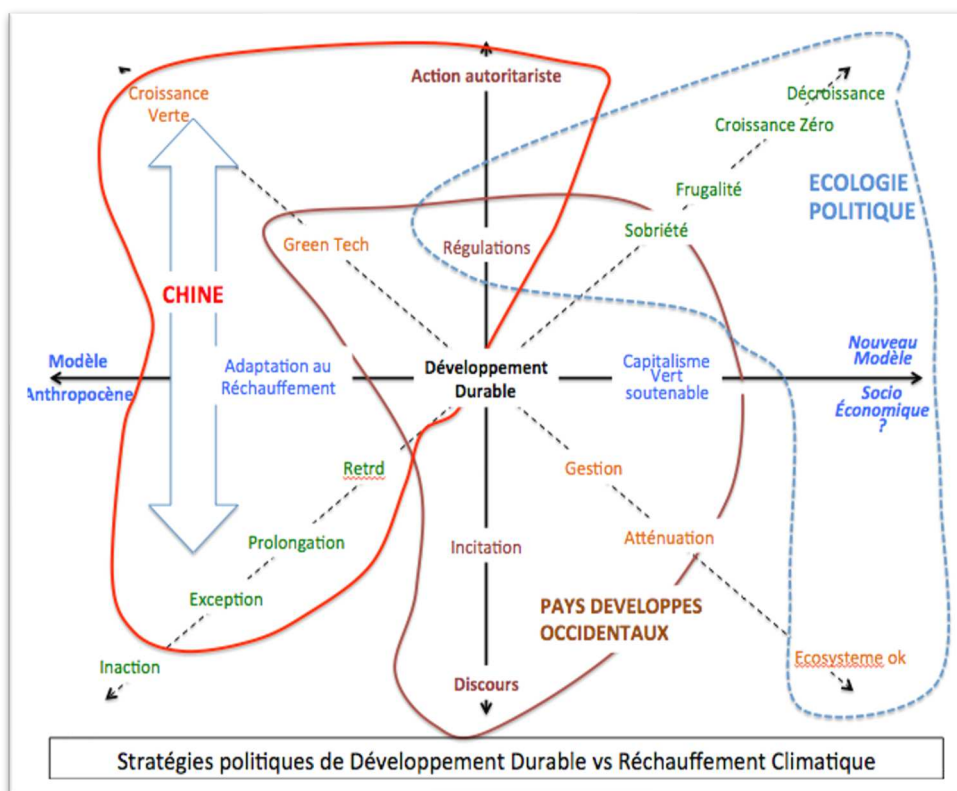 Action autoritariste
Croissance
Verte
Décroissance
Croissance Zéro
ECOLOGIE
POLITIQUE
Frugalité
Sobriété
Green Tech
Régulations
CHINE
Modèle
Anthropocène
Adaptation au
Réchauffement
Développement
Durable
Capitalisme
Vert
soutenable
Nouveau
Modèle
Socio
Économique
?
Retrd
Gestion
Prolongation
Incitation
Atténuation
Exception
PAYS DEVELOPPES
OCCIDENTAUX
Inaction
Discours
Ecosysteme ok
Stratégies politiques de Développement Durable vs Réchauffement Climatique